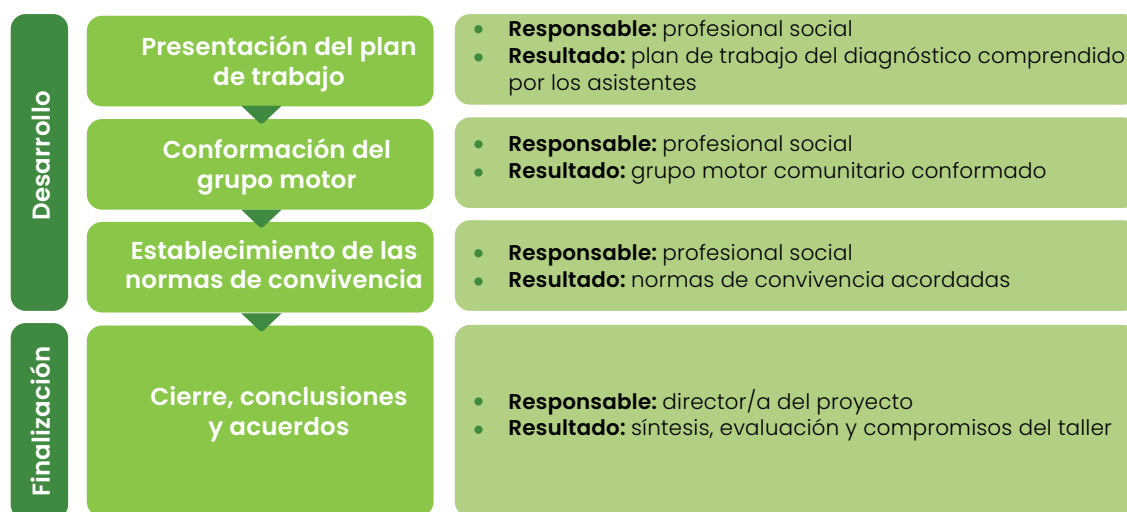 Desarrollo
Presentación del plan
de trabajo
• Responsable: profesional social
• Resultado: plan de trabajo del diagnóstico comprendido
por los asistentes
Conformación del
grupo motor
• Responsable: profesional social
• Resultado: grupo motor comunitario conformado
Establecimiento de las
normas de convivencia
• Responsable: profesional social
• Resultado: normas de convivencia acordadas
Finalización
Cierre, conclusiones
y acuerdos
• Responsable: director/a del proyecto
• Resultado: síntesis, evaluación y compromisos del taller